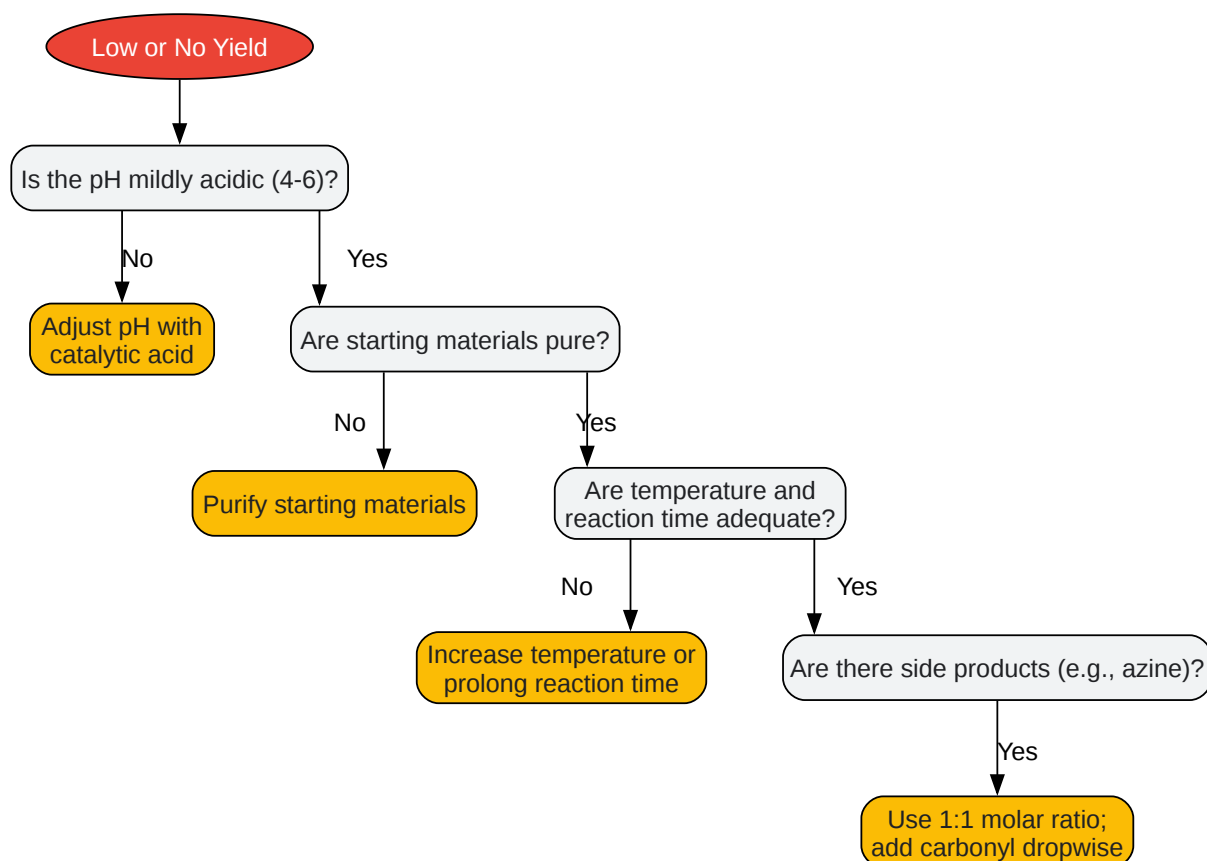 Low or No Yield
Is the pH mildly acidic (4-6)?
No
Yes
Adjust pH with
catalytic acid
Are starting materials pure?
No
Yes
Purify starting materials
Are temperature and
reaction time adequate?
No
Yes
Increase temperature or
prolong reaction time
Are there side products (e.g., azine)?
Yes
Use 1:1 molar ratio;
add carbonyl dropwise